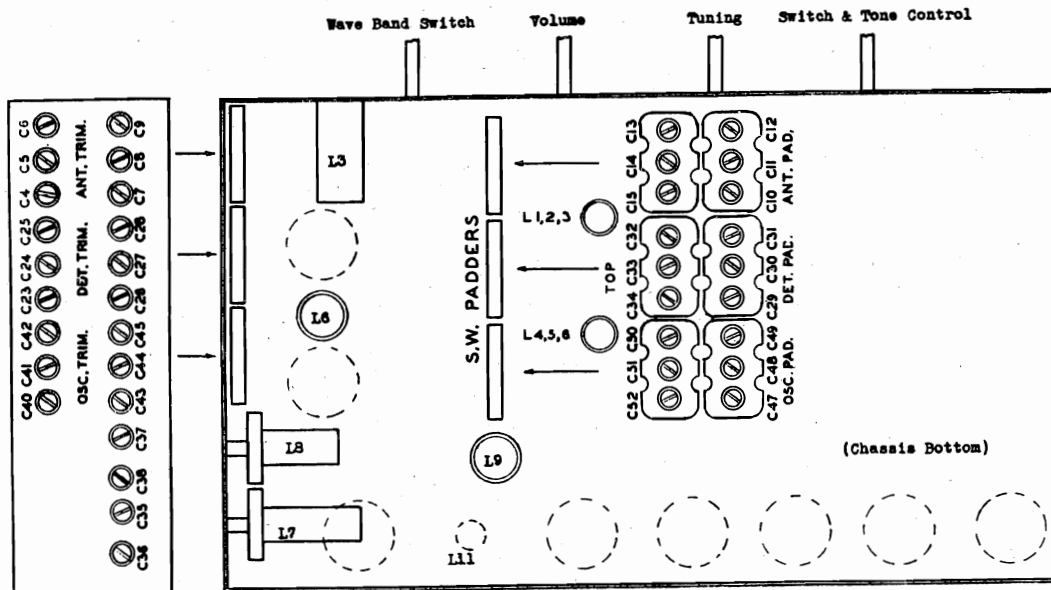 Wave Band Switch
Volume
Tuning
Switch & Tone Control
C6
C5
C4
C25
C24
C23
C42
C41
C40
ANT. TRIM.
DET. TRIM.
OSC. TRIM.
C9
C8
C7
C28
C27
C26
C45
C44
C43
C37
C38
C35
C36
L3
L6
L8
L7
L11
L9
S.W. PADDERS
L 1,2,3
TOP
L4,5,6
C13
C14
C15
C32
C33
C34
C50
C51
C52
C12
C11
C10
ANT. PAD.
C31
C30
C29
DET. PAD.
C49
C48
C47
OSC. PAD.
(Chassis Bottom)